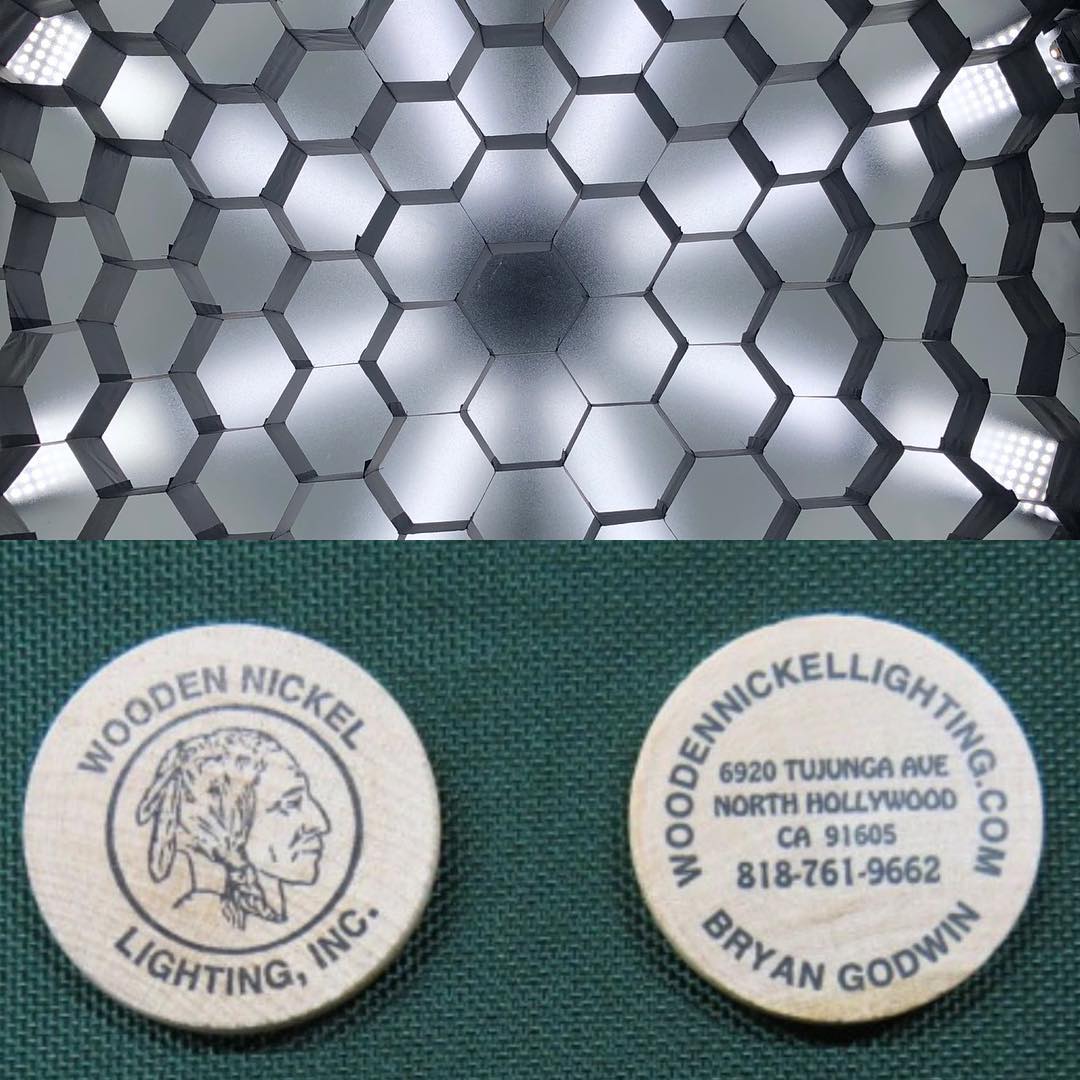 WOODEN NICKEL
LIGHTING, INC.
WOODENNICKELLIGHTING.COM
6920 TUJUNGA AVE
NORTH HOLLYWOOD
CA 91605
818-761-9662
BRYAN GODWIN